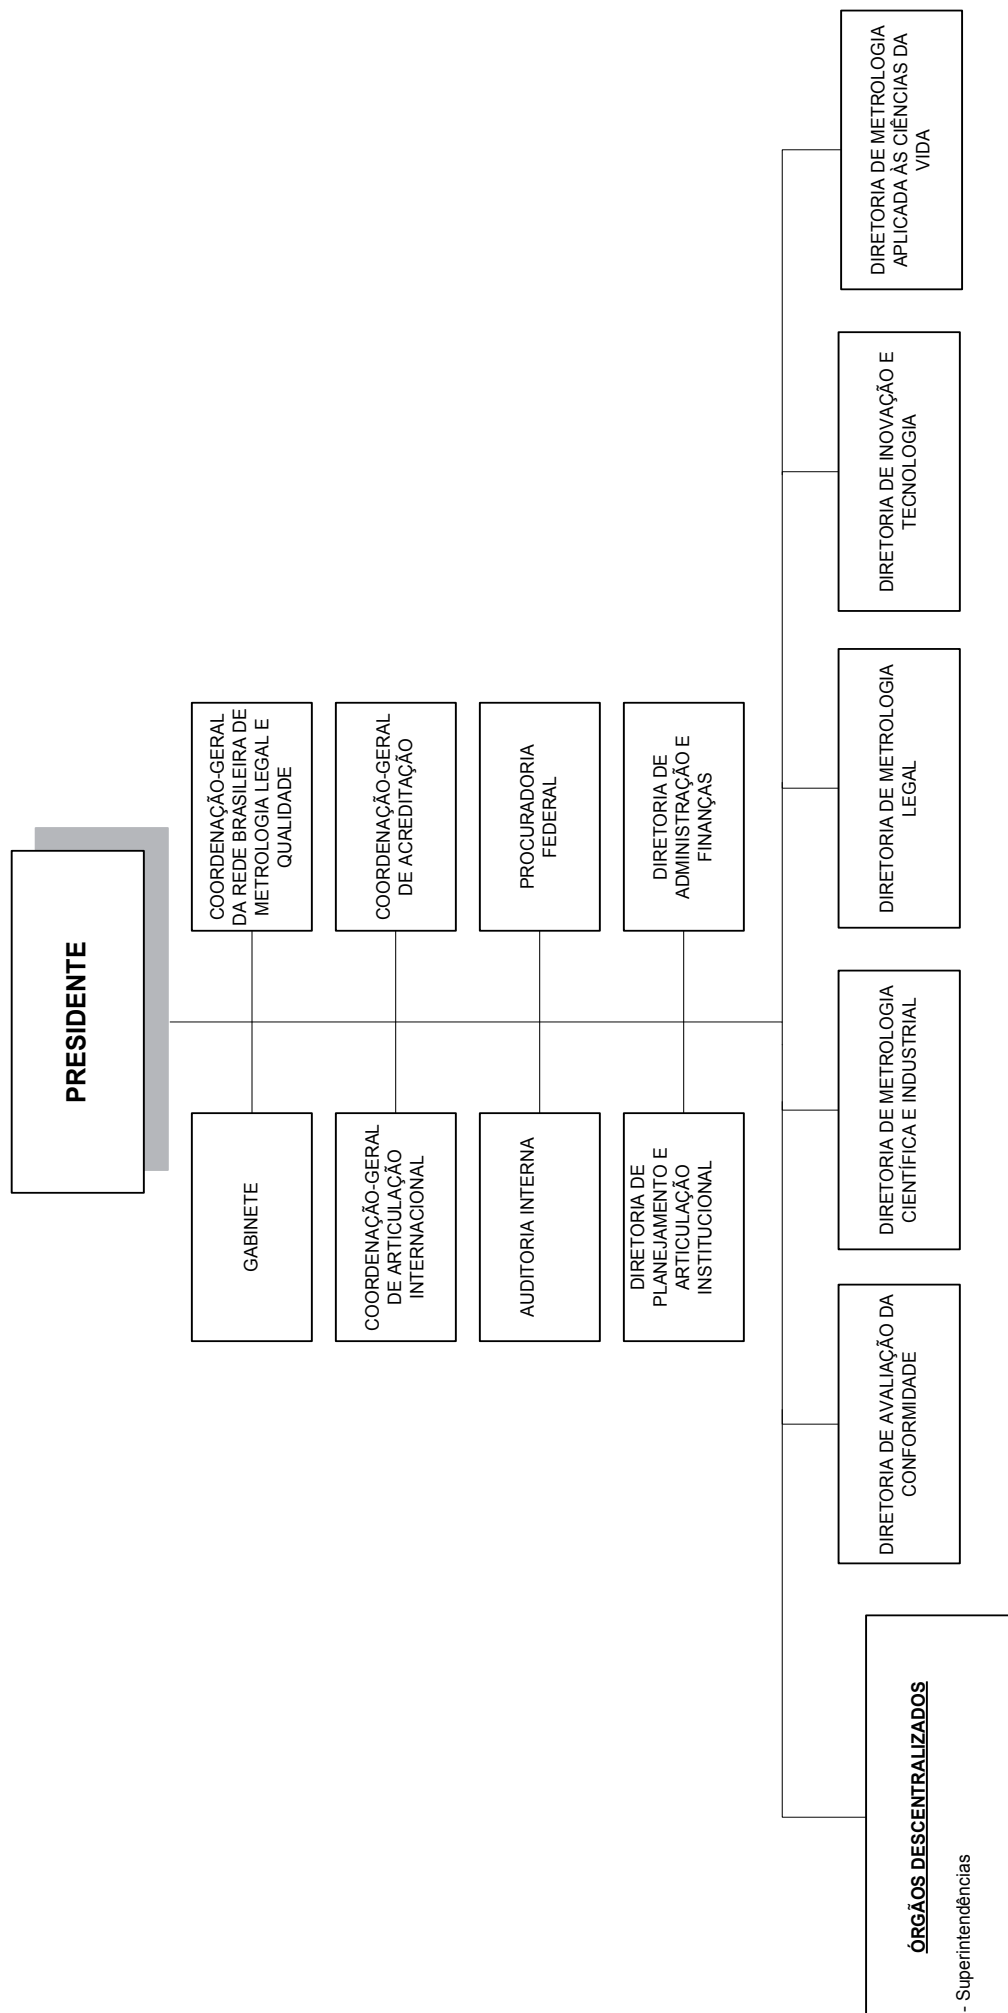 PRESIDENTE
GABINETE
COORDENAÇÃO-GERAL
DA REDE BRASILEIRA DE
METROLOGIA LEGAL E
QUALIDADE
COORDENAÇÃO-GERAL
DE ARTICULAÇÃO
INTERNACIONAL
COORDENAÇÃO-GERAL
DE ACREDITAÇÃO
AUDITORIA INTERNA
PROCURADORIA
FEDERAL
DIRETORIA DE
PLANEJAMENTO E
ARTICULAÇÃO
INSTITUCIONAL
DIRETORIA DE
ADMINISTRAÇÃO E
FINANÇAS
ÓRGÃOS DESCENTRALIZADOS
- Superintendências
DIRETORIA DE AVALIAÇÃO DA
CONFORMIDADE
DIRETORIA DE METROLOGIA
CIENTÍFICA E INDUSTRIAL
DIRETORIA DE METROLOGIA
LEGAL
DIRETORIA DE INOVAÇÃO E
TECNOLOGIA
DIRETORIA DE METROLOGIA
APLICADA ÀS CIÊNCIAS DA
VIDA